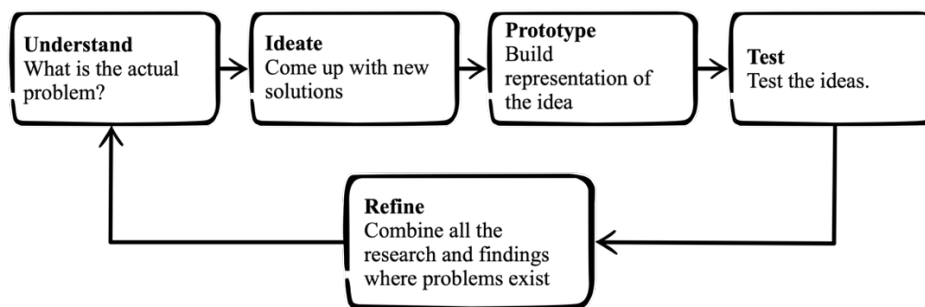 Understand
What is the actual
problem?
Ideate
Come up with new
solutions
Prototype
Build
representation of
the idea
Test
Test the ideas.
Refine
Combine all the
research and findings
where problems exist